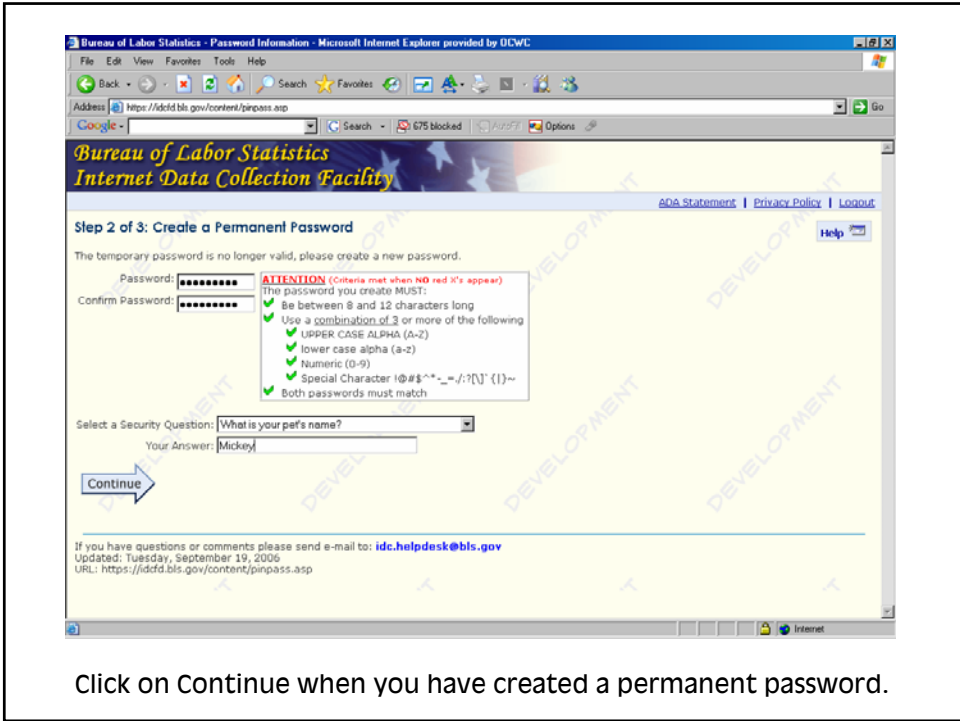 Bureau of Labor Statistics - Password Information - Microsoft Internet Explorer provided by OCWC
File Edit View Favorites Tools Help
Back Search Favorites
Address https://idcfd.bls.gov/content/pinpass.asp Go
Google - Search 675 blocked AutoFill Options
Bureau of Labor Statistics
Internet Data Collection Facility
ADA Statement | Privacy Policy | Logout
Step 2 of 3: Create a Permanent Password
Help
The temporary password is no longer valid, please create a new password.
Password: •••••••••
Confirm Password: •••••••••
ATTENTION (Criteria met when NO red X's appear)
The password you create MUST:
Be between 8 and 12 characters long
Use a combination of 3 or more of the following
UPPER CASE ALPHA (A-Z)
lower case alpha (a-z)
Numeric (0-9)
Special Character !@#$^*-_=./:?[\]`{|}~
Both passwords must match
Select a Security Question: What is your pet's name?
Your Answer: Mickey
Continue
If you have questions or comments please send e-mail to: idc.helpdesk@bls.gov
Updated: Tuesday, September 19, 2006
URL: https://idcfd.bls.gov/content/pinpass.asp
DEVELOPMENT
Internet
Click on Continue when you have created a permanent password.